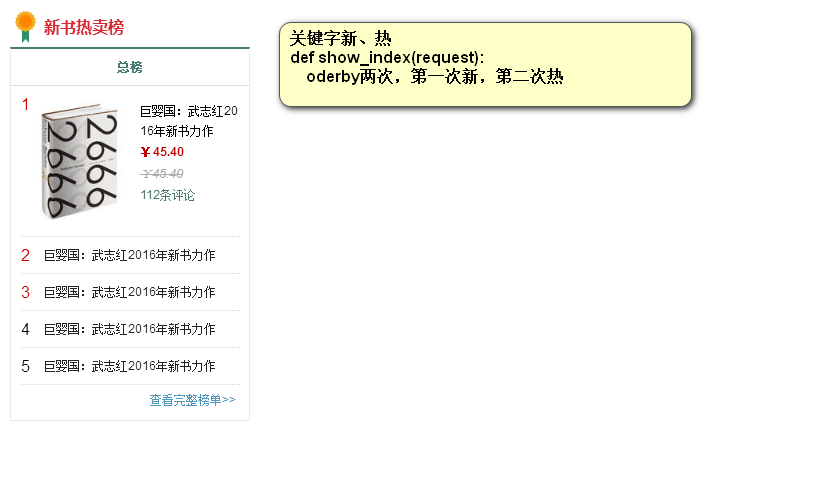 新书热卖榜
总榜
1
2666
2666
巨婴国：武志红20
16年新书力作
￥45.40
￥45.40
112条评论
2 巨婴国：武志红2016年新书力作
3 巨婴国：武志红2016年新书力作
4 巨婴国：武志红2016年新书力作
5 巨婴国：武志红2016年新书力作
查看完整榜单>>
关键字新、热
def show_index(request):
oderby两次，第一次新，第二次热